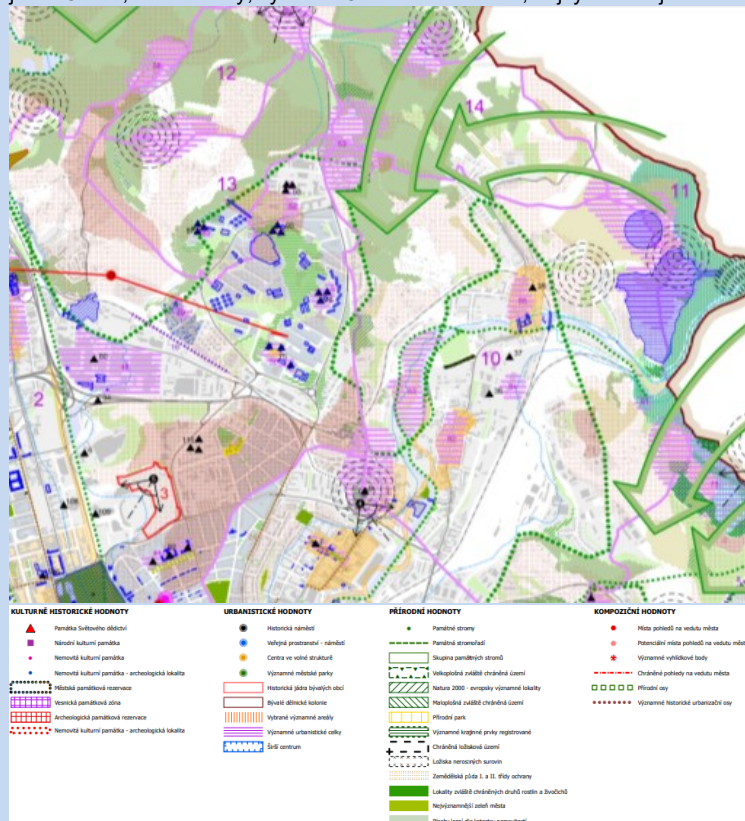 12
14
13
11
10
2
3
KULTURNĚ HISTORICKÉ HODNOTY
Památka Světového dědictví
Národní kulturní památka
Nemovitá kulturní památka
Nemovitá kulturní památka - archeologická lokalita
Městská památková rezervace
Vesnická památková zóna
Archeologická památková rezervace
Nemovitá kulturní památka - archeologická lokalita
URBANISTICKÉ HODNOTY
Historická náměstí
Veřejná prostranství - náměstí
Centra ve volné struktuře
Významné městské parky
Historická jádra bývalých obcí
Bývalé dělnické kolonie
Vybrané významné areály
Významné urbanistické celky
Širší centrum
PŘÍRODNÍ HODNOTY
Památné stromy
Památná stromořadí
Skupina památných stromů
Velkoplošná zvláště chráněná území
Natura 2000 - evropsky významné lokality
Maloplošná zvláště chráněná území
Přírodní park
Významné krajinné prvky registrované
Chráněná ložisková území
Ložiska nerostných surovin
Zemědělská půda I. a II. třídy ochrany
Lokality zvláště chráněných druhů rostlin a živočichů
Nejvýznamnější zeleň města
KOMPOZIČNÍ HODNOTY
Místa pohledů na vedutu města
Potenciální místa pohledů na vedutu měst
Významné vyhlídkové body
Chráněné pohledy na vedutu města
Přírodní osy
Významné historické urbanizační osy